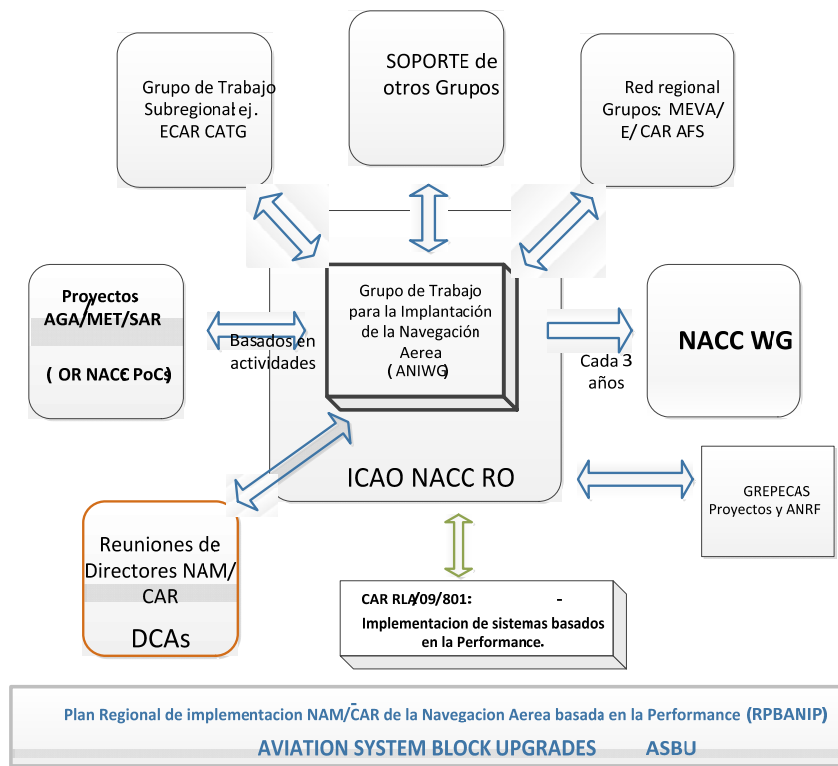 Grupo de Trabajo
Subregional:ej.
ECAR CATG
SOPORTE de
otros Grupos
Red regional
Grupos: MEVA/
E/ CAR AFS
Proyectos
AGA/MET/SAR
( OR NACC PoCs)
Basados en
actividades
Grupo de Trabajo
para la Implantación
de la Navegación
Aerea
( ANIWG)
Cada 3
años
NACC WG
ICAO NACC RO
GREPECAS
Proyectos y ANRF
Reuniones de
Directores NAM/
CAR
DCAs
CAR RLA/09/801: -
Implementacion de sistemas basados
en la Performance.
Plan Regional de implementacion NAM/CAR de la Navegacion Aerea basada en la Performance (RPBANIP)
AVIATION SYSTEM BLOCK UPGRADES ASBU